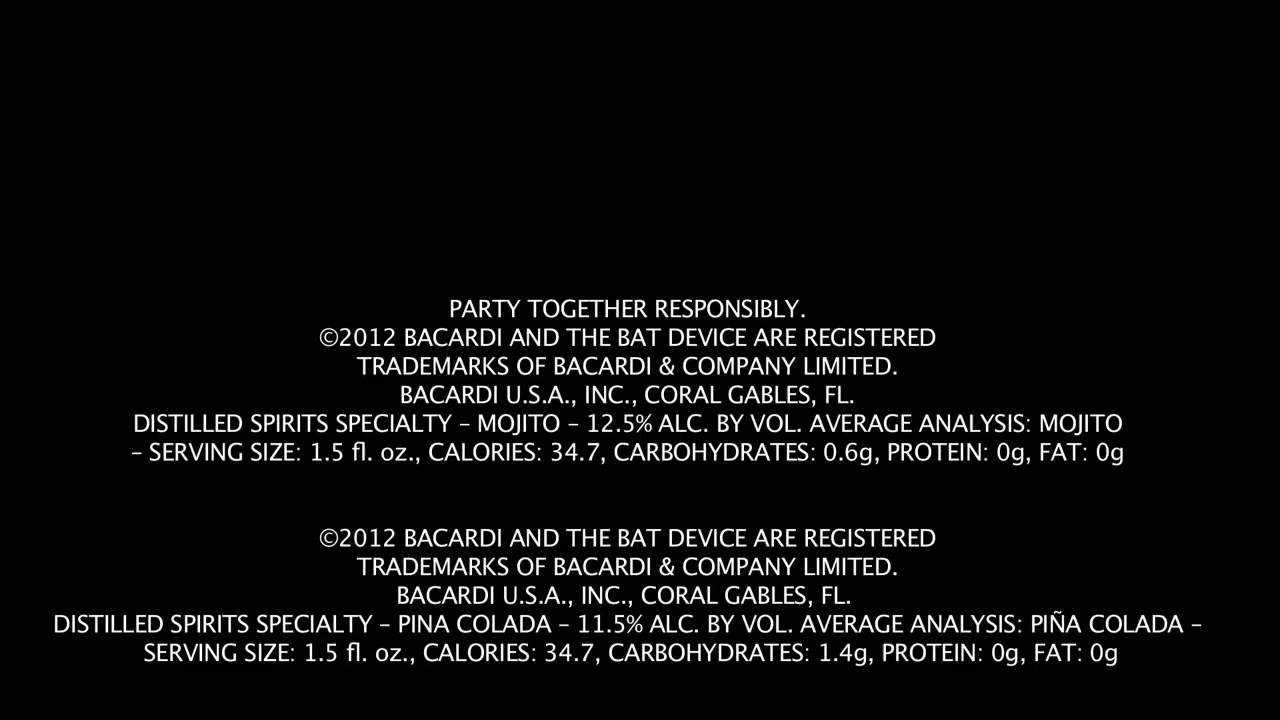 PARTY TOGETHER RESPONSIBLY.
©2012 BACARDI AND THE BAT DEVICE ARE REGISTERED
TRADEMARKS OF BACARDI & COMPANY LIMITED.
BACARDI U.S.A., INC., CORAL GABLES, FL.
DISTILLED SPIRITS SPECIALTY – MOJITO – 12.5% ALC. BY VOL. AVERAGE ANALYSIS: MOJITO
– SERVING SIZE: 1.5 fl. oz., CALORIES: 34.7, CARBOHYDRATES: 0.6g, PROTEIN: 0g, FAT: 0g
©2012 BACARDI AND THE BAT DEVICE ARE REGISTERED
TRADEMARKS OF BACARDI & COMPANY LIMITED.
BACARDI U.S.A., INC., CORAL GABLES, FL.
DISTILLED SPIRITS SPECIALTY – PINA COLADA – 11.5% ALC. BY VOL. AVERAGE ANALYSIS: PIÑA COLADA –
SERVING SIZE: 1.5 fl. oz., CALORIES: 34.7, CARBOHYDRATES: 1.4g, PROTEIN: 0g, FAT: 0g